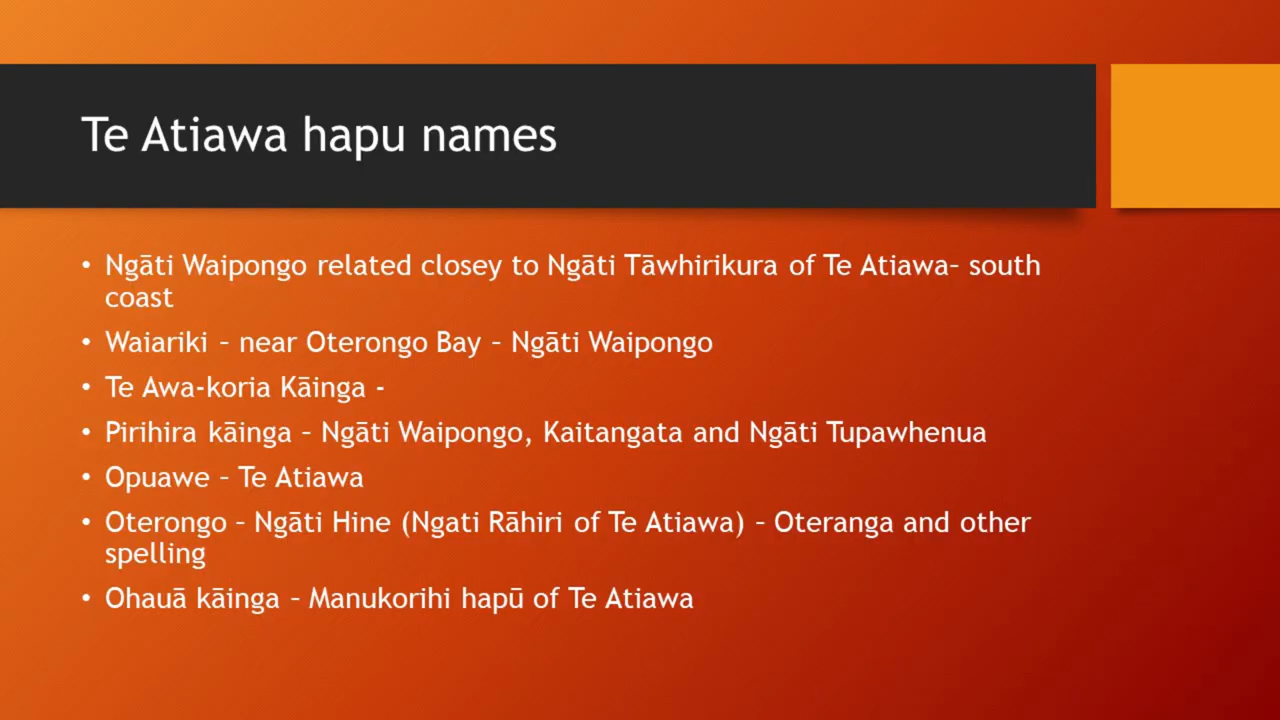 Te Atiawa hapu names
• Ngāti Waipongo related closey to Ngāti Tāwhirikura of Te Atiawa– south
coast
• Waiariki – near Oterongo Bay – Ngāti Waipongo
• Te Awa-koria Kāinga -
• Pirihira kāinga – Ngāti Waipongo, Kaitangata and Ngāti Tupawhenua
• Opuawe – Te Atiawa
• Oterongo – Ngāti Hine (Ngati Rāhiri of Te Atiawa) – Oteranga and other
spelling
• Ohauā kāinga – Manukorihi hapū of Te Atiawa